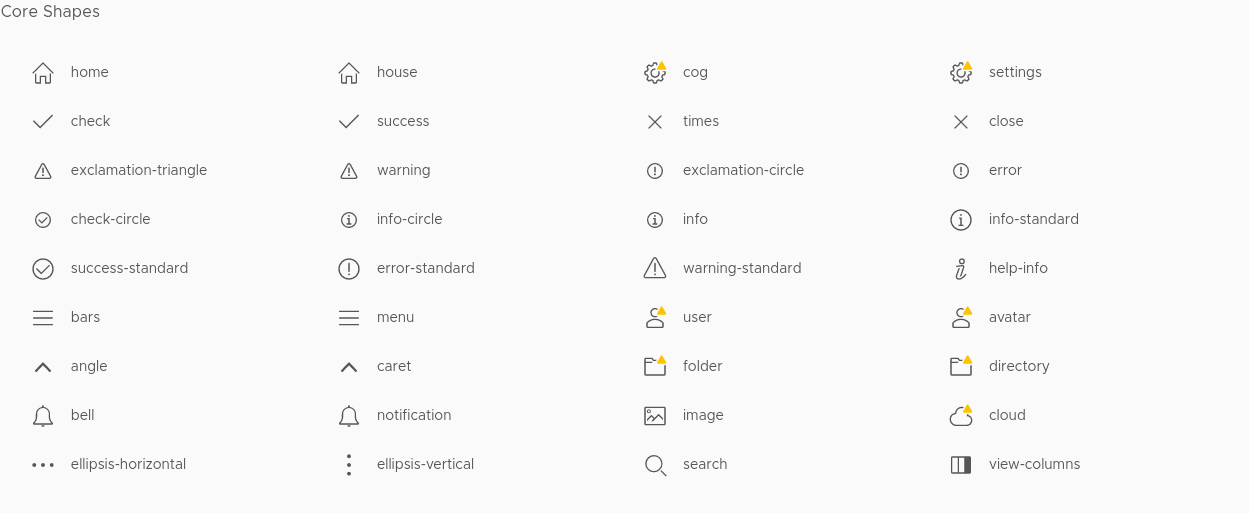 Core Shapes
home house cog settings
check success times close
exclamation-triangle warning exclamation-circle error
check-circle info-circle info info-standard
success-standard error-standard warning-standard help-info
bars menu user avatar
angle caret folder directory
bell notification image cloud
ellipsis-horizontal ellipsis-vertical search view-columns